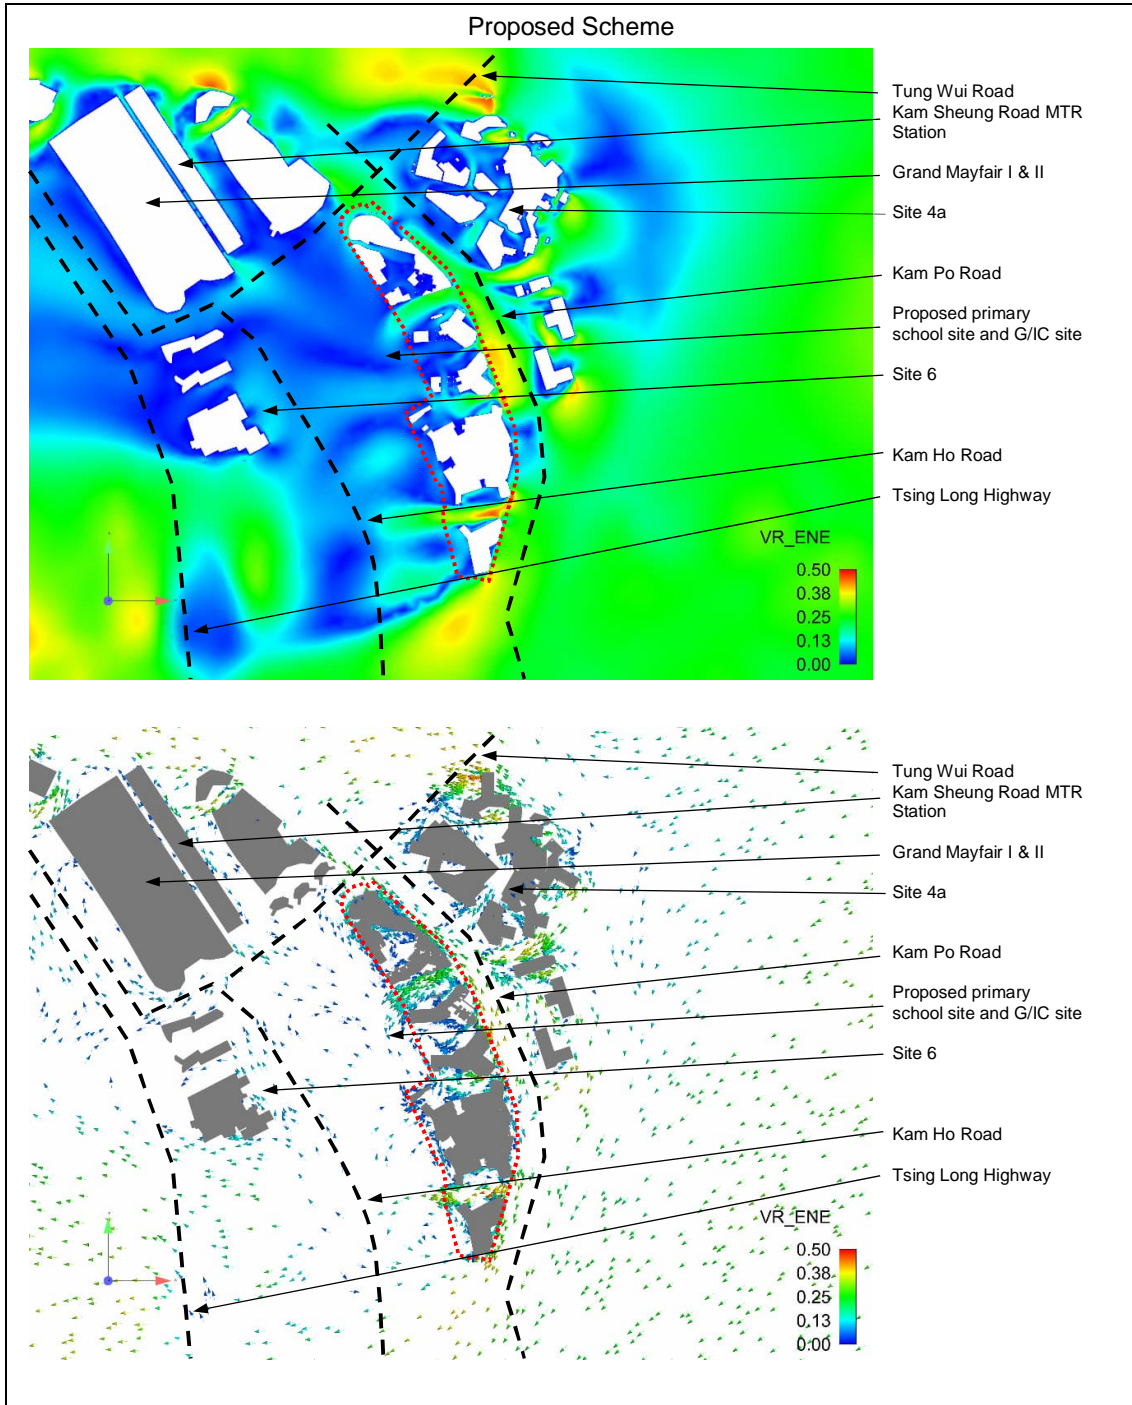 Proposed Scheme
Tung Wui Road
Kam Sheung Road MTR
Station
Grand Mayfair I & II
Site 4a
Kam Po Road
Proposed primary
school site and G/IC site
Site 6
Kam Ho Road
Tsing Long Highway
VR_ENE
0.50
0.38
0.25
0.13
0.00
Tung Wui Road
Kam Sheung Road MTR
Station
Grand Mayfair I & II
Site 4a
Kam Po Road
Proposed primary
school site and G/IC site
Site 6
Kam Ho Road
Tsing Long Highway
VR_ENE
0.50
0.38
0.25
0.13
0.00